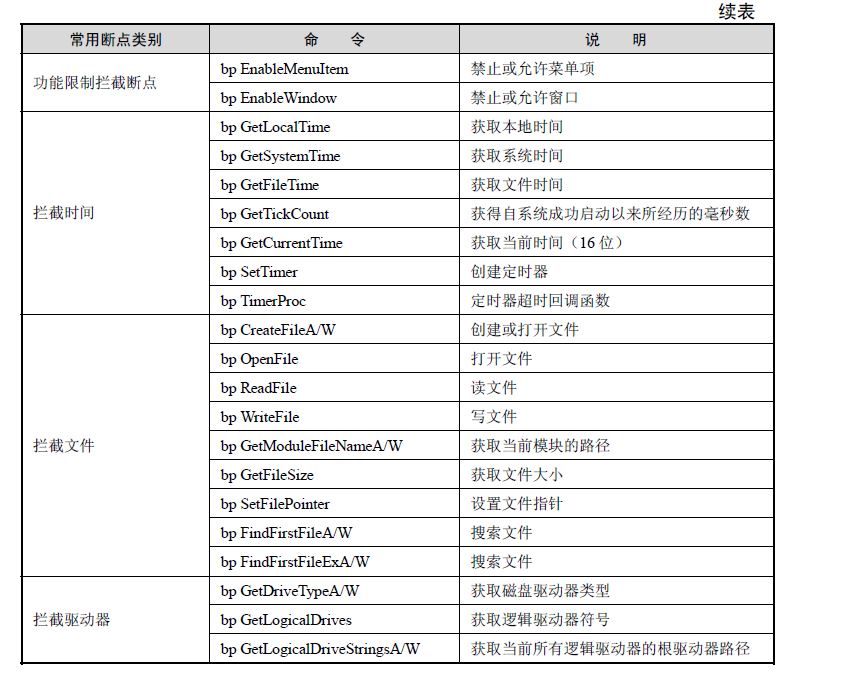 续表
常用断点类别 命 令 说 明
功能限制拦截断点
bp EnableMenuItem 禁止或允许菜单项
bp EnableWindow 禁止或允许窗口
拦截时间
bp GetLocalTime 获取本地时间
bp GetSystemTime 获取系统时间
bp GetFileTime 获取文件时间
bp GetTickCount 获得自系统成功启动以来所经历的毫秒数
bp GetCurrentTime 获取当前时间（16 位）
bp SetTimer 创建定时器
bp TimerProc 定时器超时回调函数
拦截文件
bp CreateFileA/W 创建或打开文件
bp OpenFile 打开文件
bp ReadFile 读文件
bp WriteFile 写文件
bp GetModuleFileNameA/W 获取当前模块的路径
bp GetFileSize 获取文件大小
bp SetFilePointer 设置文件指针
bp FindFirstFileA/W 搜索文件
bp FindFirstFileExA/W 搜索文件
拦截驱动器
bp GetDriveTypeA/W 获取磁盘驱动器类型
bp GetLogicalDrives 获取逻辑驱动器符号
bp GetLogicalDriveStringsA/W 获取当前所有逻辑驱动器的根驱动器路径